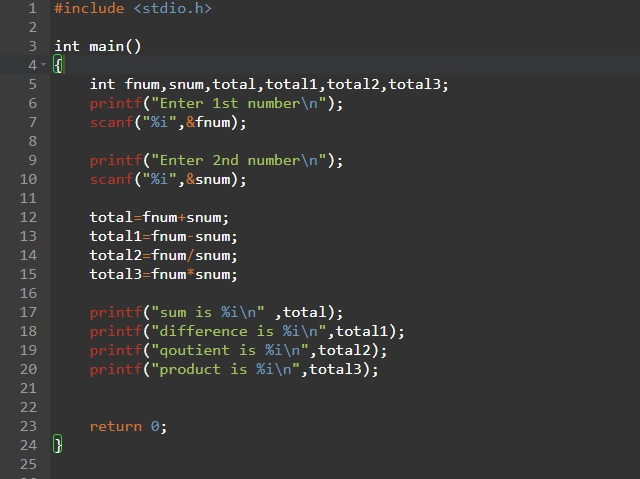 1 #include <stdio.h>
2
3 int main()
4 {
5 int fnum,snum,total,total1,total2,total3;
6 printf("Enter 1st number\n");
7 scanf("%i",&fnum);
8
9 printf("Enter 2nd number\n");
10 scanf("%i",&snum);
11
12 total=fnum+snum;
13 total1=fnum-snum;
14 total2=fnum/snum;
15 total3=fnum*snum;
16
17 printf("sum is %i\n" ,total);
18 printf("difference is %i\n",total1);
19 printf("qoutient is %i\n",total2);
20 printf("product is %i\n",total3);
21
22
23 return 0;
24 }
25